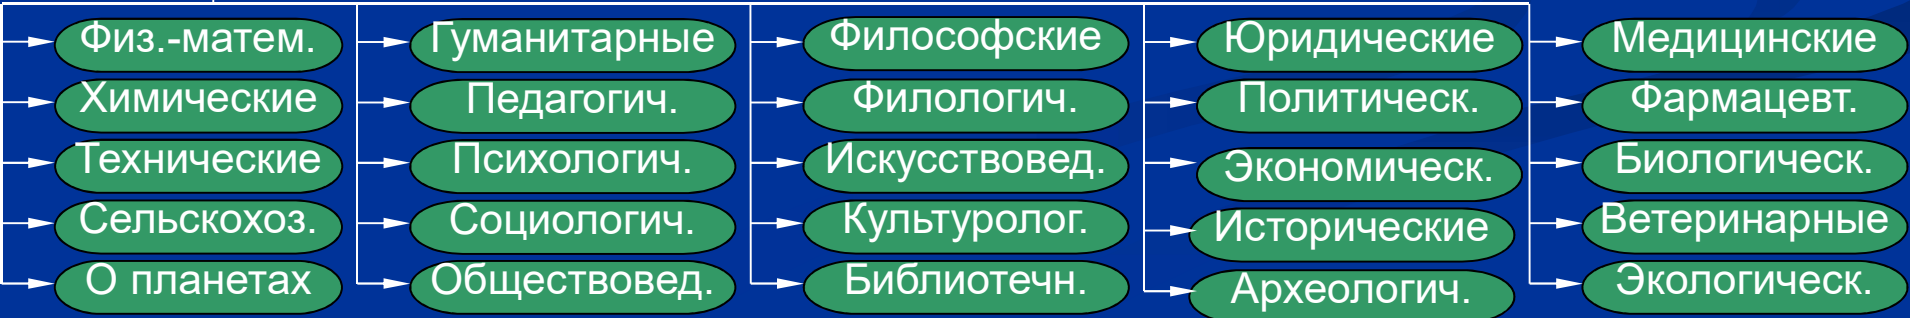 Физ.-матем.
Химические
Технические
Сельскохоз.
О планетах
Гуманитарные
Педагогич.
Психологич.
Социологич.
Обществовед.
Философские
Филологич.
Искусствовед.
Культуролог.
Библиотечн.
Юридические
Политическ.
Экономическ.
Исторические
Археологич.
Медицинские
Фармацевт.
Биологическ.
Ветеринарные
Экологическ.